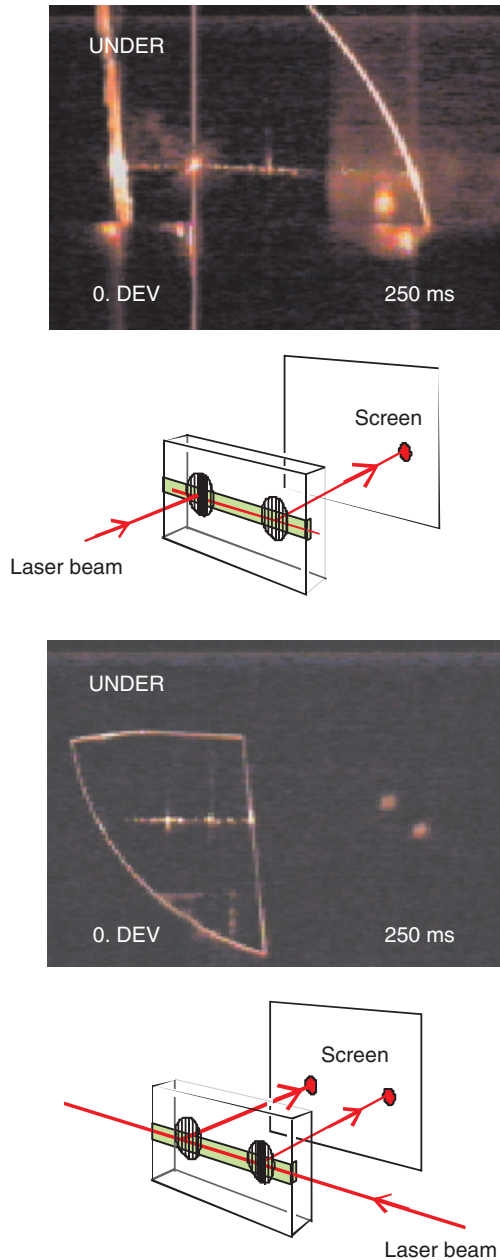 UNDER
0. DEV 250 ms
Screen
Laser beam
UNDER
0. DEV 250 ms
Screen
Laser beam